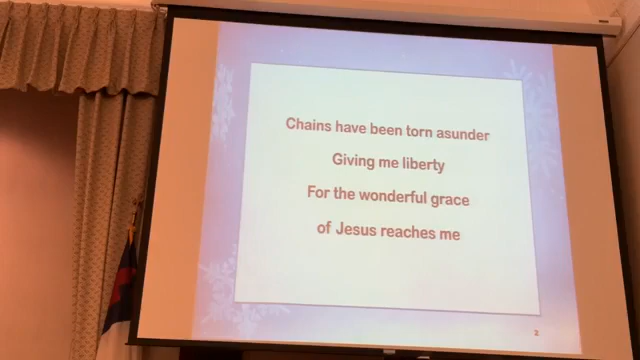 Chains have been torn asunder
Giving me liberty
For the wonderful grace
of Jesus reaches me
2